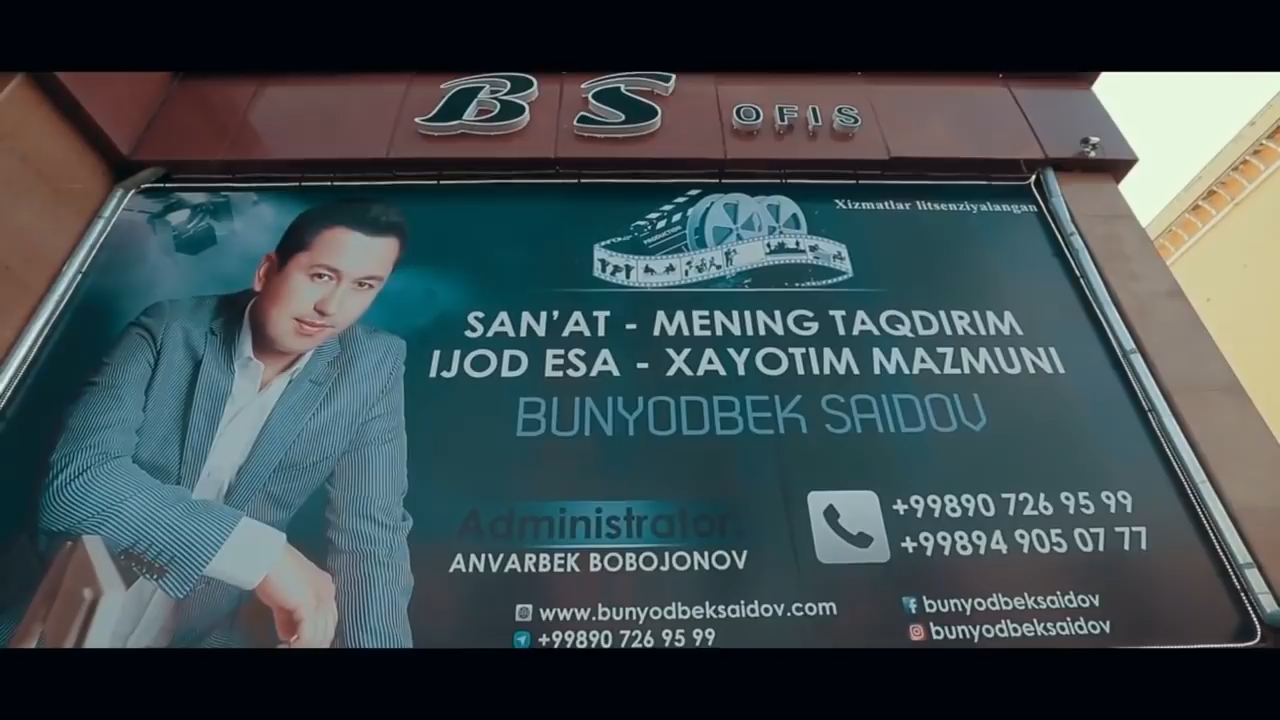 BS OFIS
Xizmatlar litsenziyalangan
PRODUCTION
SAN'AT - MENING TAQDIRIM
IJOD ESA - XAYOTIM MAZMUNI
BUNYODBEK SAIDOV
Administrator:
ANVARBEK BOBOJONOV
+99890 726 95 99
+99894 905 07 77
www.bunyodbeksaidov.com
+99890 726 95 99
bunyodbeksaidov
bunyodbeksaidov